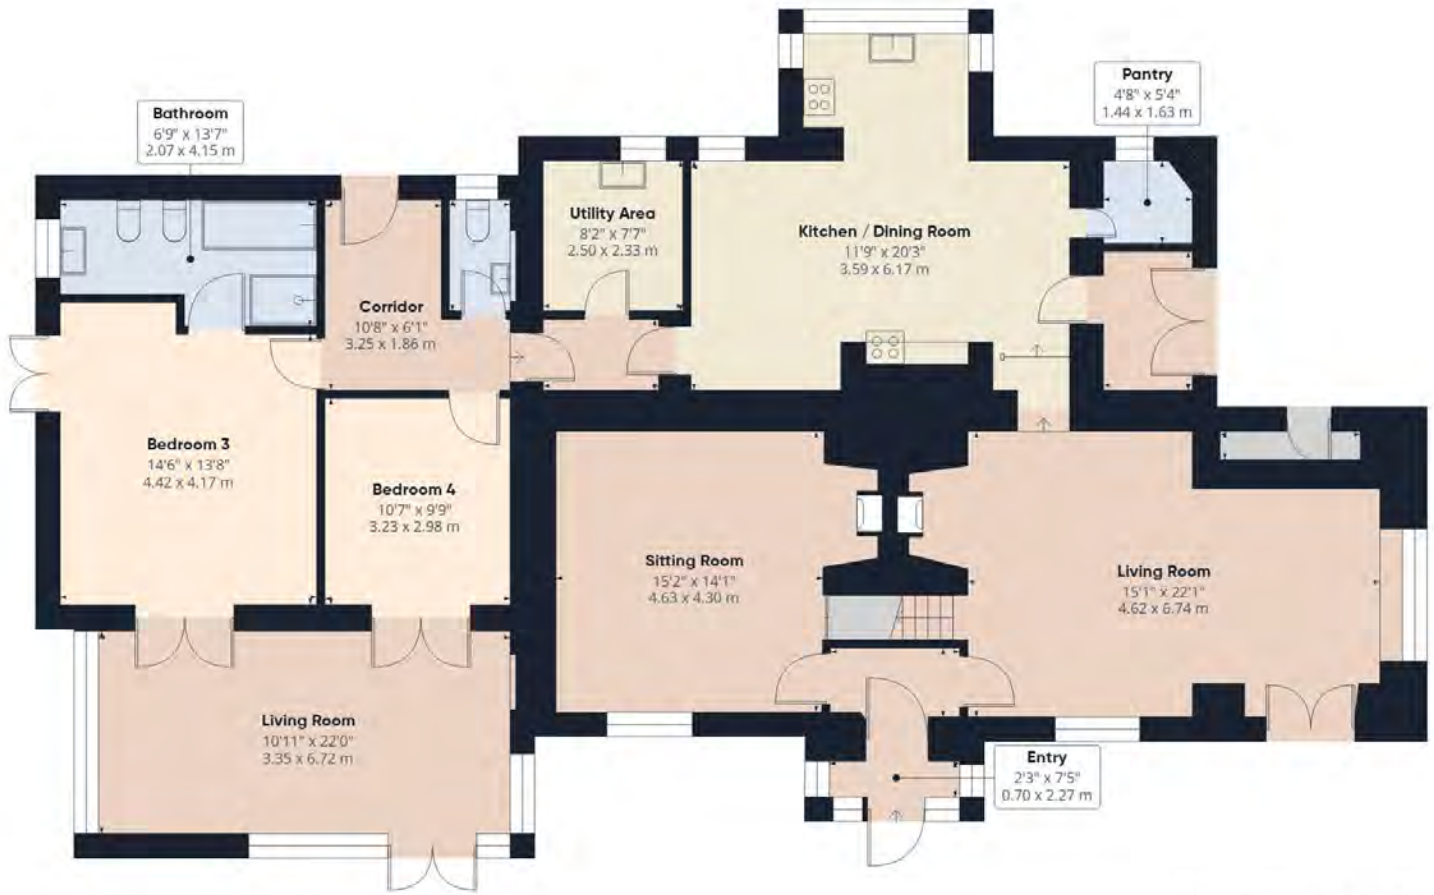 Pantry
4'8" x 5'4"
1.44 x 1.63 m
Bathroom
6'9" x 13'7"
2.07 x 4.15 m
Utility Area
8'2" x 7'7"
2.50 x 2.33 m
Kitchen / Dining Room
11'9" x 20'3"
3.59 x 6.17 m
Corridor
10'8" x 6'1"
3.25 x 1.86 m
Bedroom 3
14'6" x 13'8"
4.42 x 4.17 m
Bedroom 4
10'7" x 9'9"
3.23 x 2.98 m
Sitting Room
15'2" x 14'1"
4.63 x 4.30 m
Living Room
15'1" x 22'1"
4.62 x 6.74 m
Living Room
10'11" x 22'0"
3.35 x 6.72 m
Entry
2'3" x 7'5"
0.70 x 2.27 m